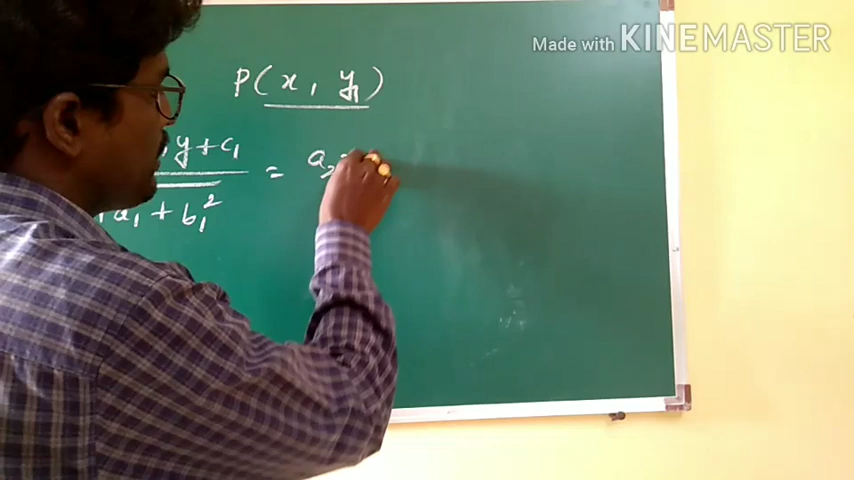 Made with KINEMASTER
P(x, y₁)
y + c₁ = a₂
a₁ + b₁²